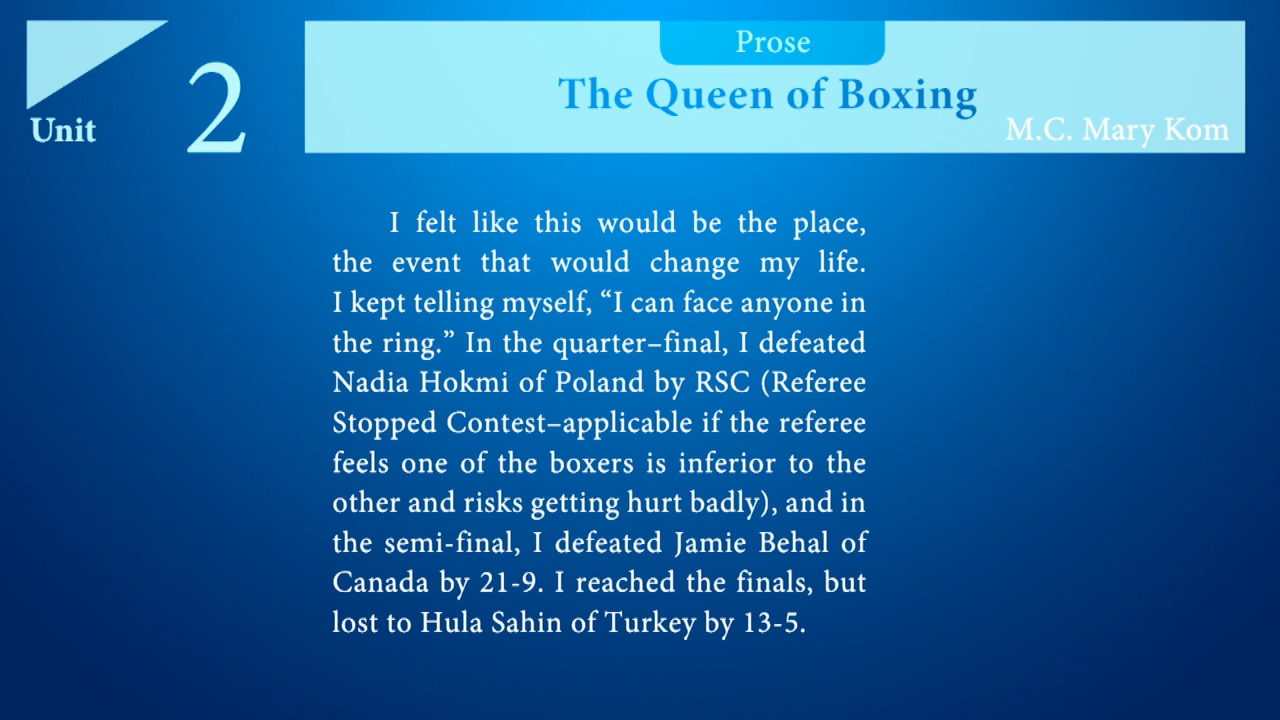 Prose
Unit 2
The Queen of Boxing
M.C. Mary Kom
I felt like this would be the place,
the event that would change my life.
I kept telling myself, “I can face anyone in
the ring.” In the quarter–final, I defeated
Nadia Hokmi of Poland by RSC (Referee
Stopped Contest–applicable if the referee
feels one of the boxers is inferior to the
other and risks getting hurt badly), and in
the semi-final, I defeated Jamie Behal of
Canada by 21-9. I reached the finals, but
lost to Hula Sahin of Turkey by 13-5.